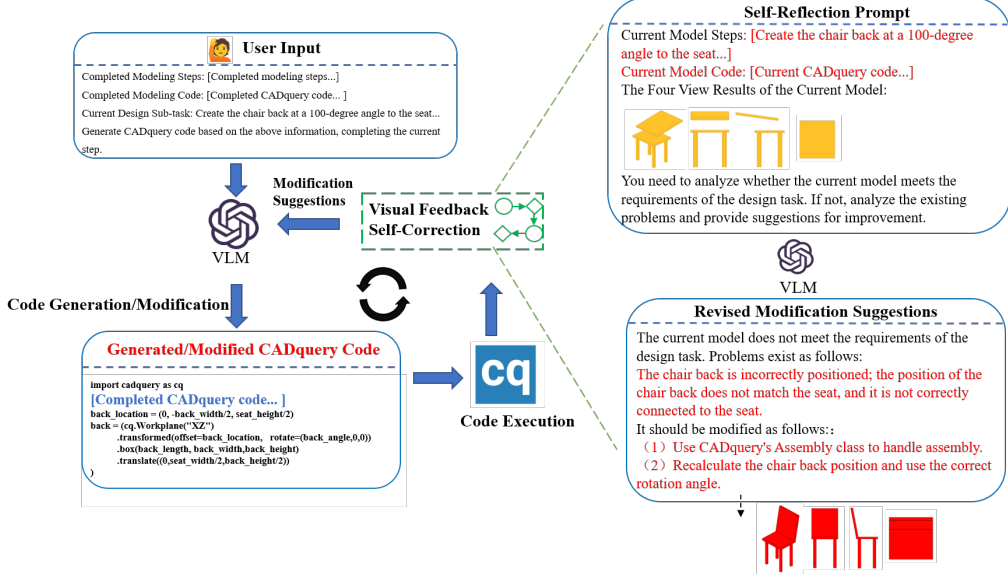 User Input
Completed Modeling Steps: [Completed modeling steps...]
Completed Modeling Code: [Completed CADquery code... ]
Current Design Sub-task: Create the chair back at a 100-degree angle to the seat...
Generate CADquery code based on the above information, completing the current
step.
VLM
Modification
Suggestions
Visual Feedback
Self-Correction
Code Generation/Modification
Generated/Modified CADquery Code
import cadquery as cq
[Completed CADquery code... ]
back_location = (0, -back_width/2, seat_height/2)
back = (cq.Workplane("XZ")
.transformed(offset=back_location, rotate=(back_angle,0,0))
.box(back_length, back_width,back_height)
.translate((0,seat_width/2,back_height/2))
)
cq
Code Execution
Self-Reflection Prompt
Current Model Steps: [Create the chair back at a 100-degree
angle to the seat...]
Current Model Code: [Current CADquery code...]
The Four View Results of the Current Model:
You need to analyze whether the current model meets the
requirements of the design task. If not, analyze the existing
problems and provide suggestions for improvement.
VLM
Revised Modification Suggestions
The current model does not meet the requirements of the
design task. Problems exist as follows:
The chair back is incorrectly positioned; the position of the
chair back does not match the seat, and it is not correctly
connected to the seat.
It should be modified as follows:：
（1）Use CADquery's Assembly class to handle assembly.
（2）Recalculate the chair back position and use the correct
rotation angle.